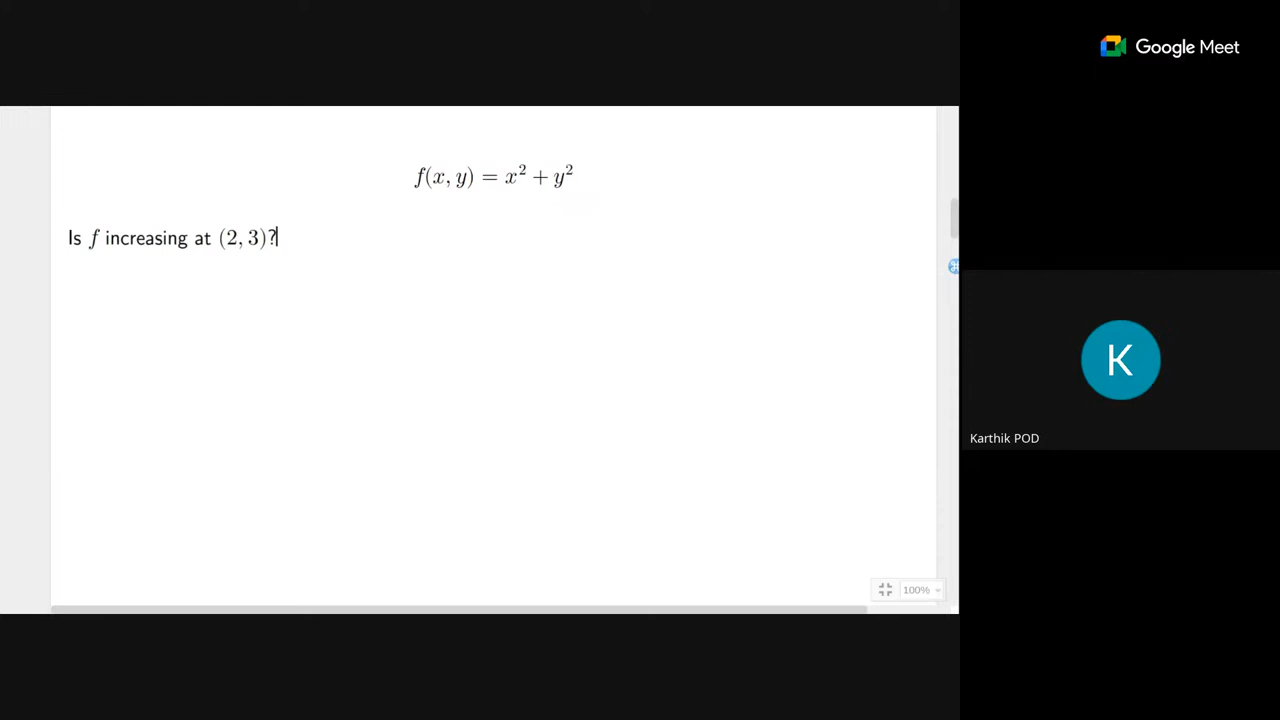 Google Meet
f(x, y) = x² + y²
Is f increasing at (2, 3)?
K
Karthik POD
100%